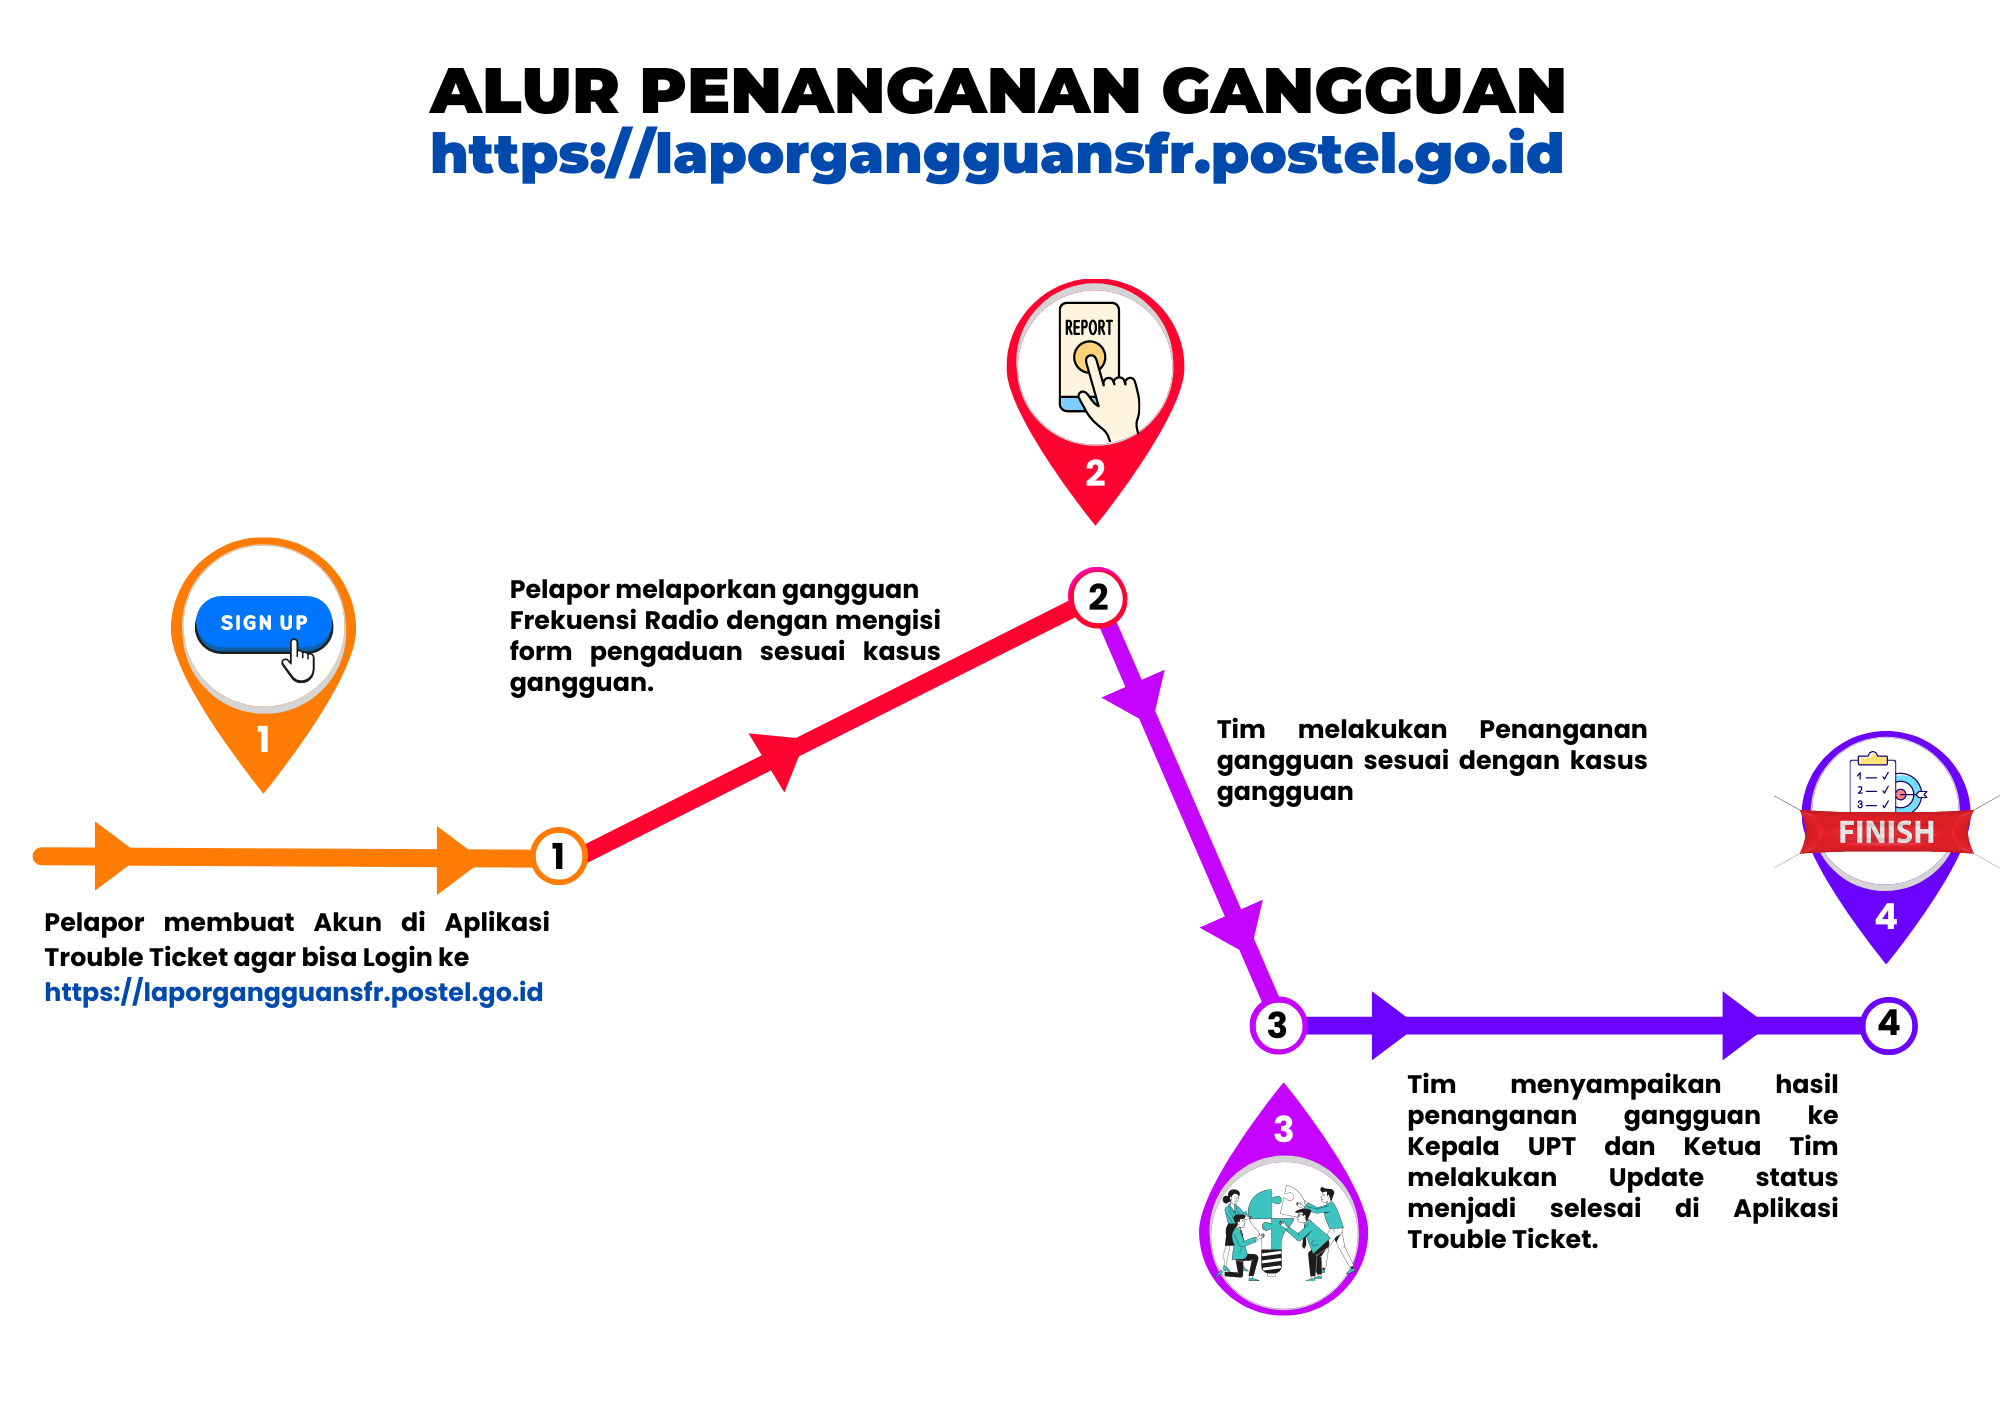 ALUR PENANGANAN GANGGUAN
https://laporgangguansfr.postel.go.id
REPORT
2
SIGN UP
1
Pelapor melaporkan gangguan
Frekuensi Radio dengan mengisi
form pengaduan sesuai kasus
gangguan.
2
Tim melakukan Penanganan
gangguan sesuai dengan kasus
gangguan
1
2
3
FINISH
4
1
Pelapor membuat Akun di Aplikasi
Trouble Ticket agar bisa Login ke
https://laporgangguansfr.postel.go.id
3
4
Tim menyampaikan hasil
penanganan gangguan ke
Kepala UPT dan Ketua Tim
melakukan Update status
menjadi selesai di Aplikasi
Trouble Ticket.
3